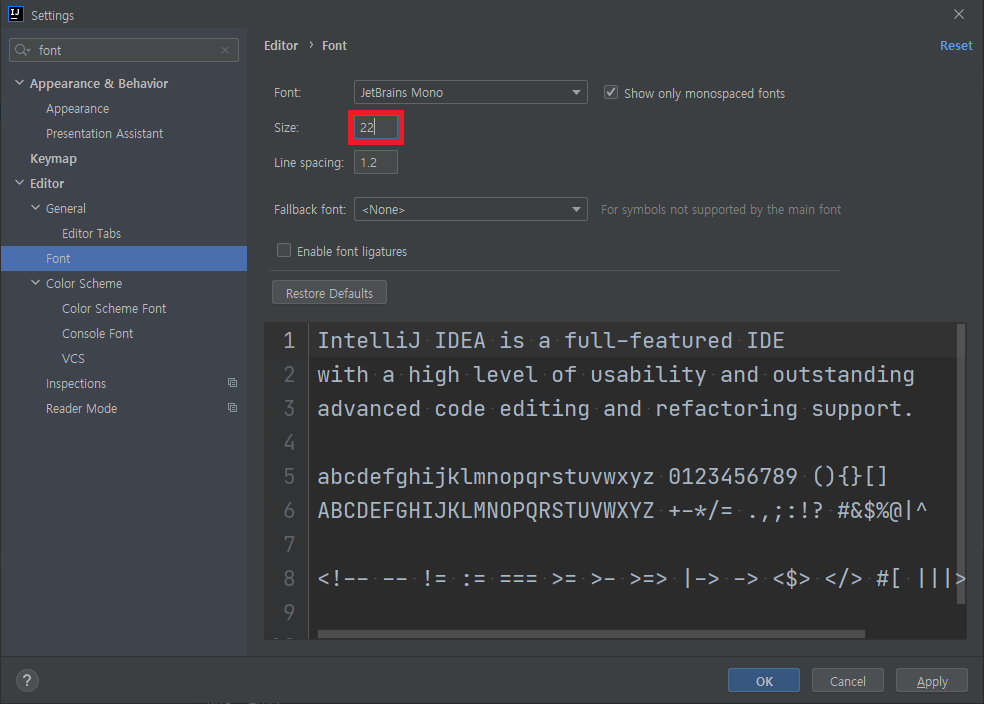 Settings
font
Appearance & Behavior
Appearance
Presentation Assistant
Keymap
Editor
General
Editor Tabs
Font
Color Scheme
Color Scheme Font
Console Font
VCS
Inspections
Reader Mode
Editor › Font
Reset
Font: JetBrains Mono Show only monospaced fonts
Size: 22
Line spacing: 1.2
Fallback font: <None> For symbols not supported by the main font
Enable font ligatures
Restore Defaults
1 IntelliJ IDEA is a full-featured IDE
2 with a high level of usability and outstanding
3 advanced code editing and refactoring support.
4
5 abcdefghijklmnopqrstuvwxyz 0123456789 (){}[]
6 ABCDEFGHIJKLMNOPQRSTUVWXYZ +-*/= .,;:!? #&$%@|^
7
8 <!-- -- != := === >= >- >=> |-> -> <$> </> #[ |||>
9
? OK Cancel Apply